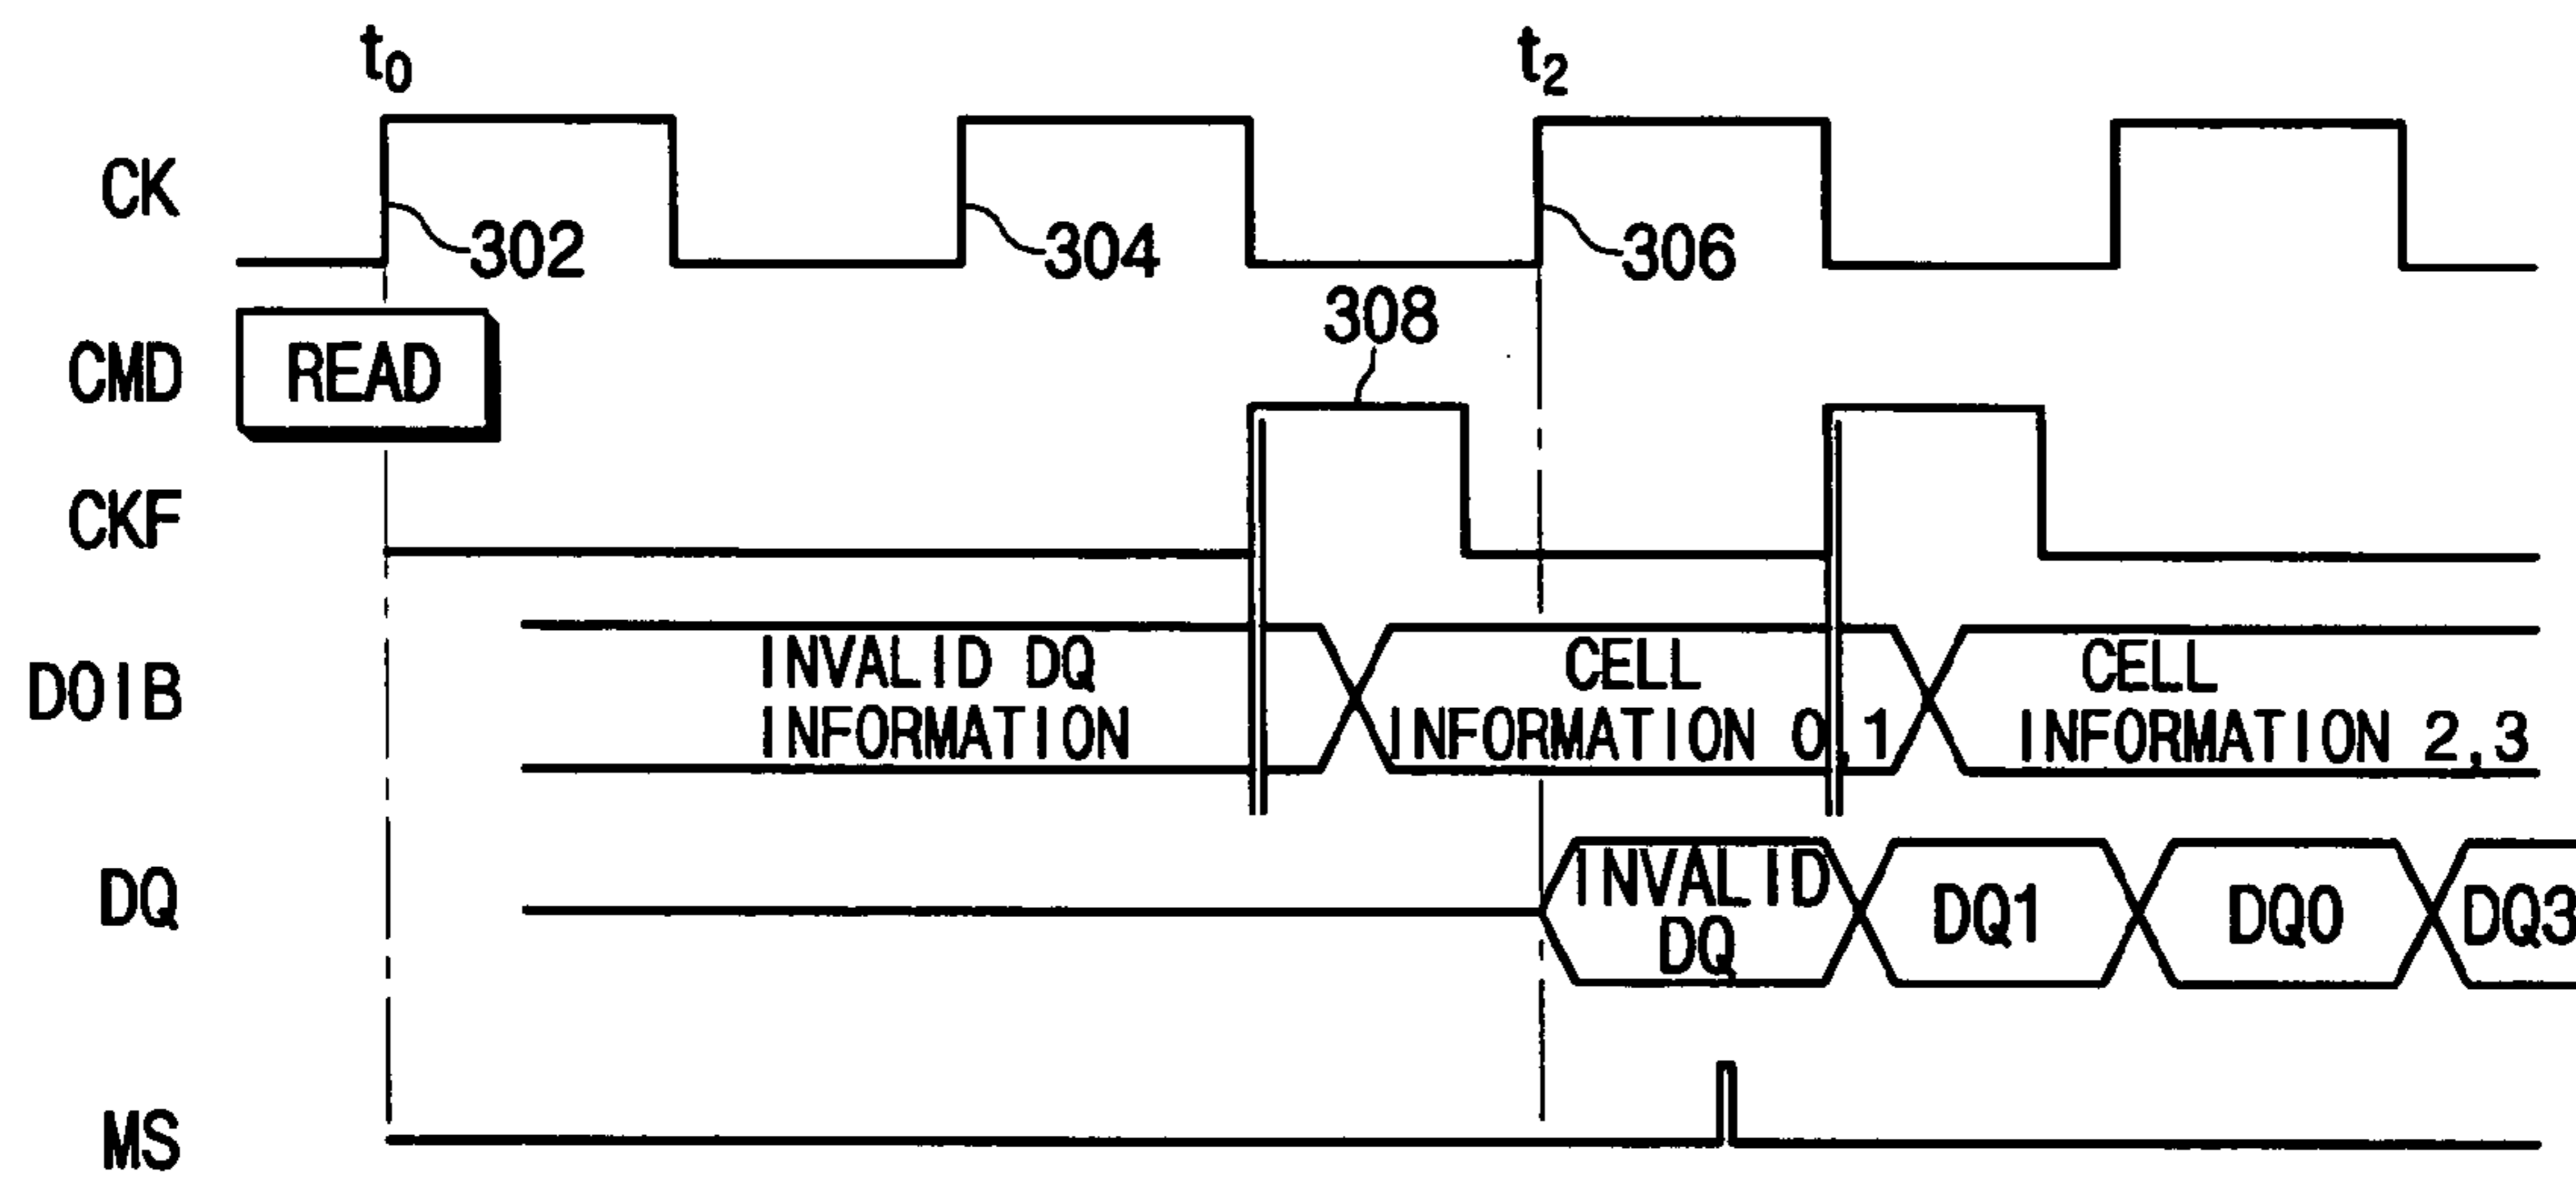 t0
t2
CK
302
304
306
308
CMD
READ
CKF
DOIB
INVALID DQ
INFORMATION
CELL
INFORMATION 0,1
CELL
INFORMATION 2,3
DQ
INVALID
DQ
DQ1
DQ0
DQ3
MS